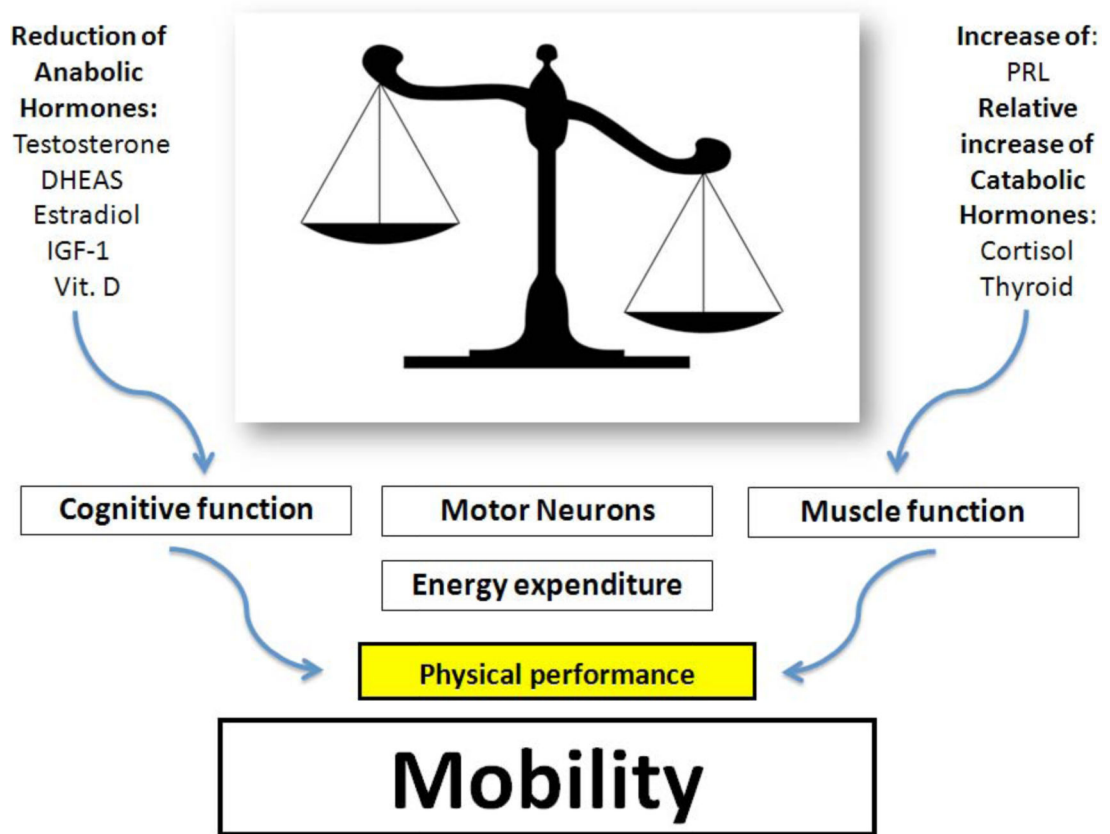 Reduction of
Anabolic
Hormones:
Testosterone
DHEAS
Estradiol
IGF-1
Vit. D
Increase of:
PRL
Relative
increase of
Catabolic
Hormones:
Cortisol
Thyroid
Cognitive function
Motor Neurons
Muscle function
Energy expenditure
Physical performance
Mobility